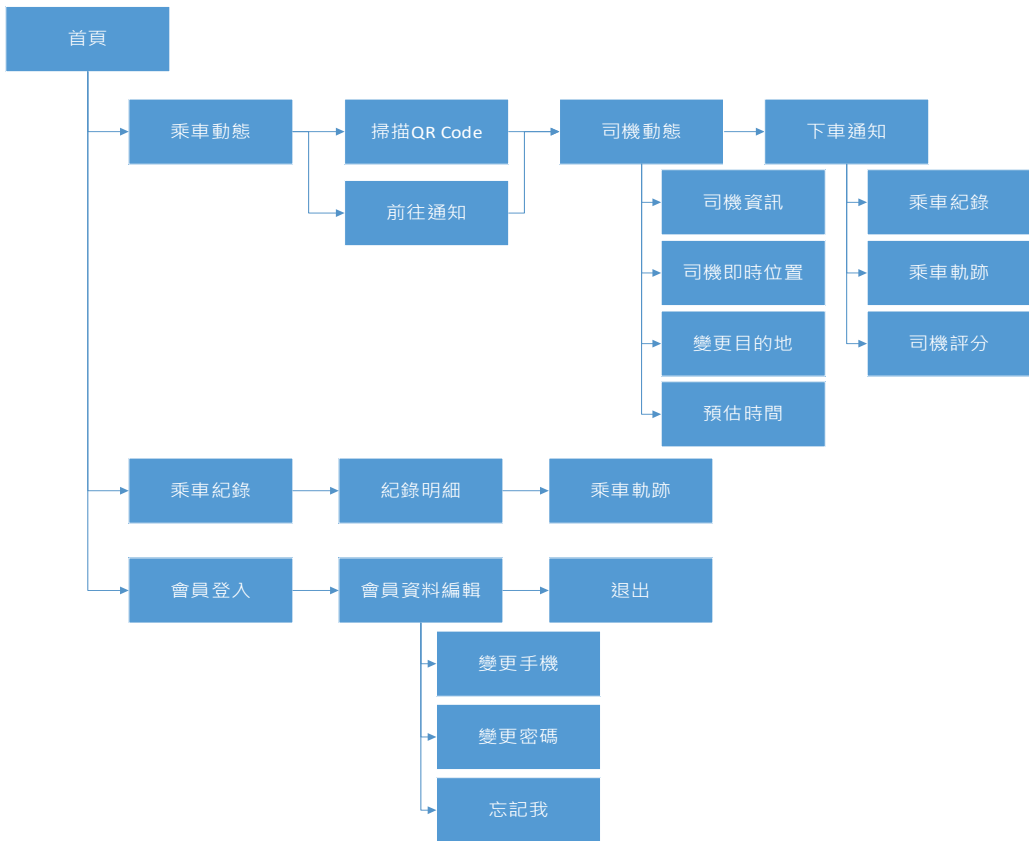 首頁
乘車動態
掃描QR Code
司機動態
下車通知
前往通知
司機資訊
乘車紀錄
司機即時位置
乘車軌跡
變更目的地
司機評分
預估時間
乘車紀錄
紀錄明細
乘車軌跡
會員登入
會員資料編輯
退出
變更手機
變更密碼
忘記我